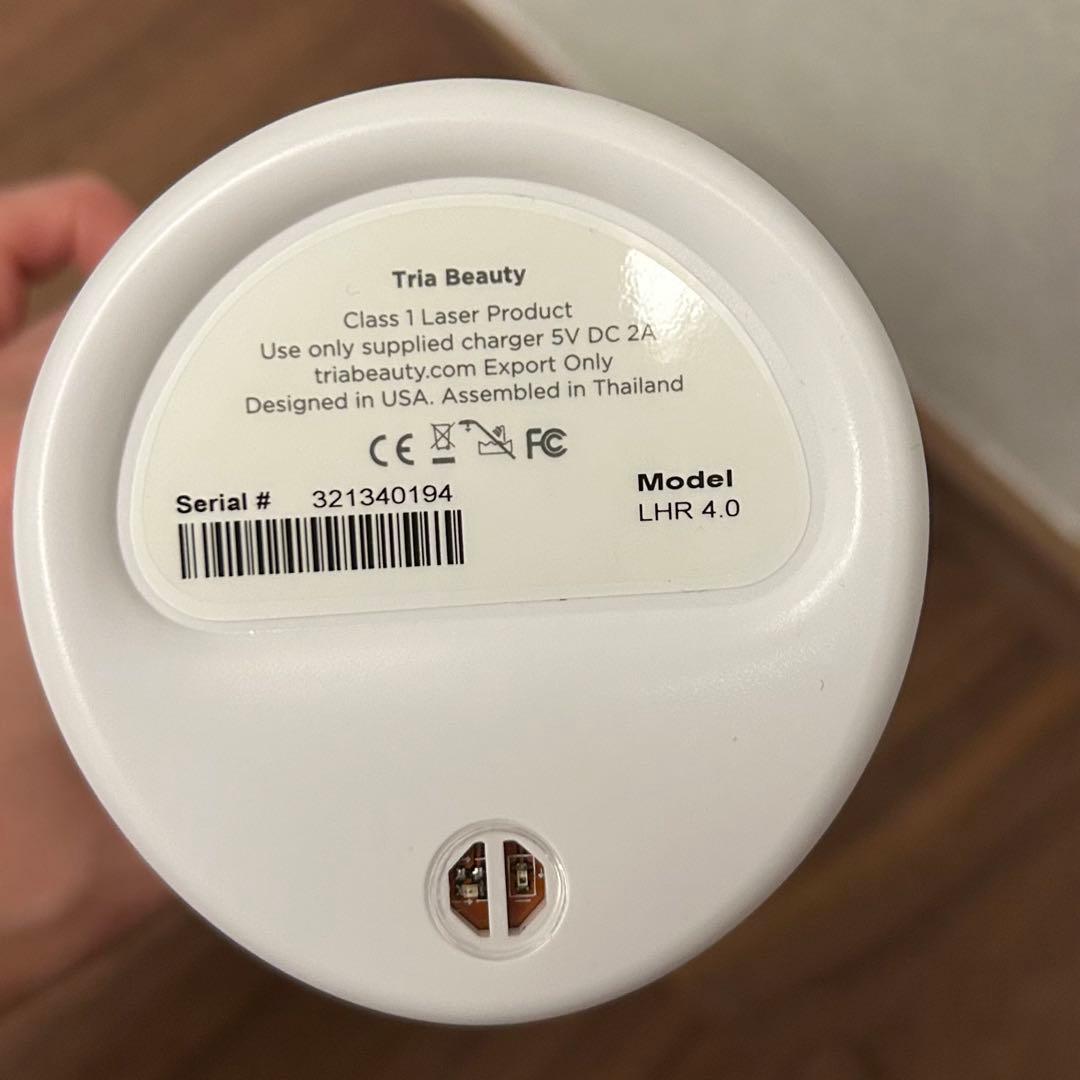 Tria Beauty
Class 1 Laser Product
Use only supplied charger 5V DC 2A
triabeauty.com Export Only
Designed in USA. Assembled in Thailand
CE FC
Serial # 321340194
Model
LHR 4.0